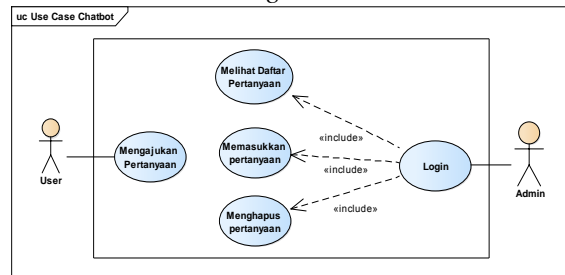 uc Use Case Chatbot
Melihat Daftar
Pertanyaan
«include»
Mengajukan
Pertanyaan
Memasukkan
pertanyaan
«include»
Login
User
Admin
Menghapus
pertanyaan
«include»